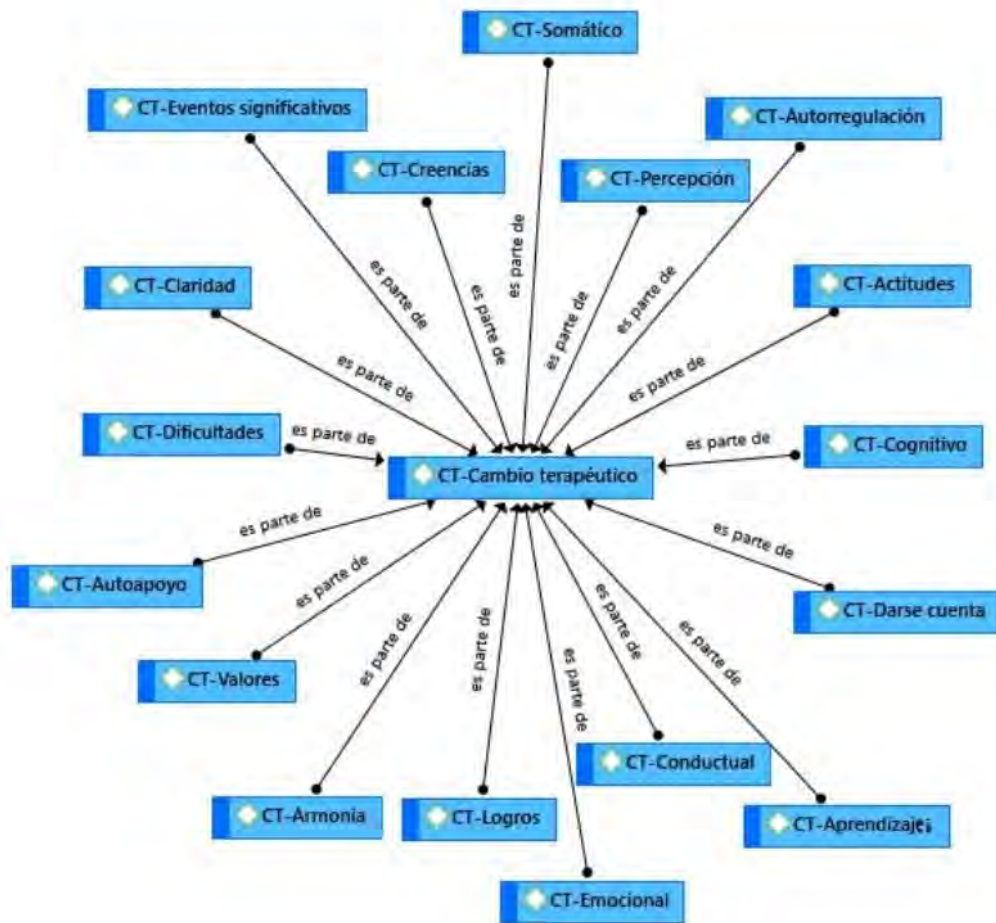 CT-Somático
CT-Eventos significativos
CT-Autorregulación
CT-Creencias
CT-Percepción
es parte de
es parte de
es parte de
es parte de
es parte de
CT-Claridad
CT-Actitudes
es parte de
es parte de
CT-Dificultades
es parte de
es parte de
CT-Cognitivo
CT-Cambio terapéutico
es parte de
es parte de
CT-Autoapoyo
CT-Darse cuenta
es parte de
es parte de
es parte de
es parte de
es parte de
es parte de
CT-Valores
CT-Conductual
CT-Armonía
CT-Logros
CT-Aprendizaje
CT-Emocional